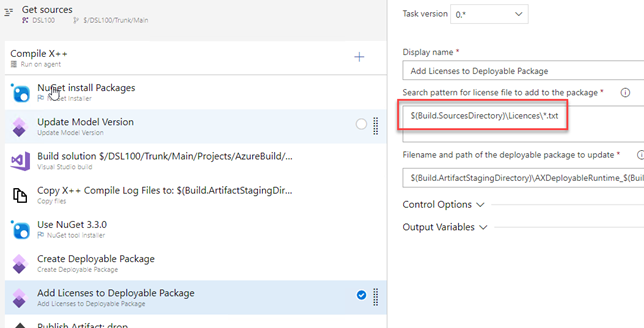 Get sources
DSL100 $/DSL100/Trunk/Main
Compile X++
Run on agent
NuGet install Packages
NuGet Installer
Update Model Version
Update Model Version
Build solution $/DSL100/Trunk/Main/Projects/AzureBuild/...
Visual Studio build
Copy X++ Compile Log Files to: $(Build.ArtifactStagingDir...
Copy files
Use NuGet 3.3.0
NuGet tool installer
Create Deployable Package
Create Deployable Package
Add Licenses to Deployable Package
Add Licenses to Deployable Package
Publish Artifact: drop
Task version 0.*
Display name *
Add Licenses to Deployable Package
Search pattern for license file to add to the package *
$(Build.SourcesDirectory)\Licences\*.txt
Filename and path of the deployable package to update *
$(Build.ArtifactStagingDirectory)\AXDeployableRuntime_$(Buil
Control Options
Output Variables